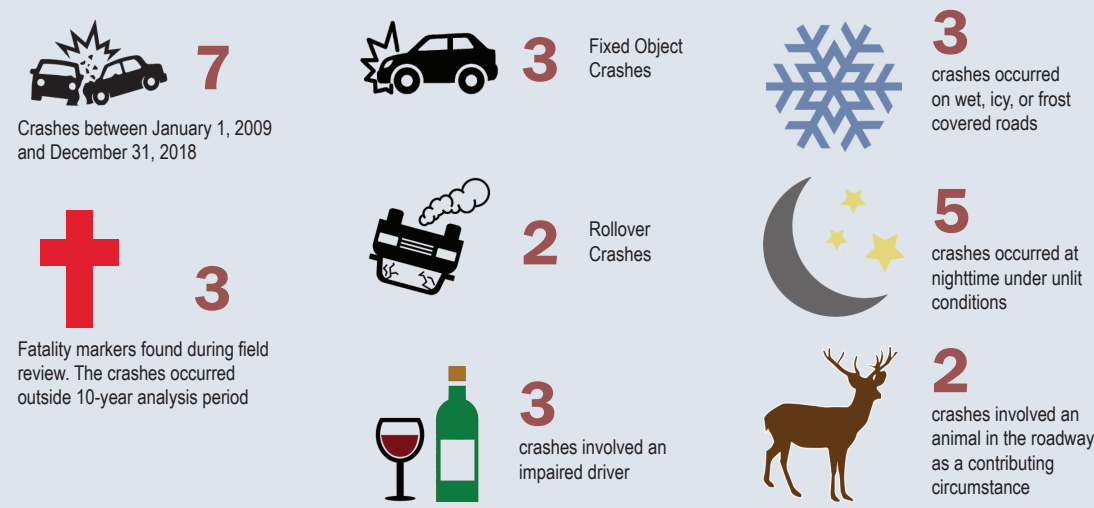 7
Crashes between January 1, 2009
and December 31, 2018
3
Fatality markers found during field
review. The crashes occurred
outside 10-year analysis period
3
Fixed Object
Crashes
2
Rollover
Crashes
3
crashes involved an
impaired driver
3
crashes occurred
on wet, icy, or frost
covered roads
5
crashes occurred at
nighttime under unlit
conditions
2
crashes involved an
animal in the roadway
as a contributing
circumstance